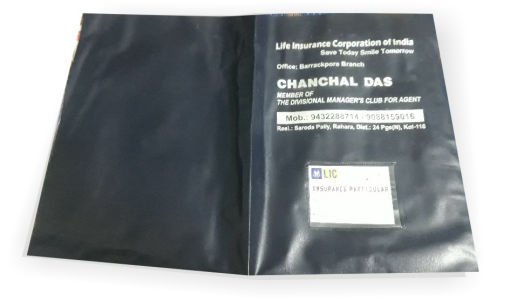 Life Insurance Corporation of India
Save Today Smile Tomorrow
Office: Barrackpore Branch
CHANCHAL DAS
MEMBER OF
THE DIVISIONAL MANAGER'S CLUB FOR AGENT
Mob.: 9432288714 - 9088159016
Resi.: Saroda Pally, Rahara, Dist.: 24 Pgs(N), Kol-118
LIC
INSURANCE PARTICULAR